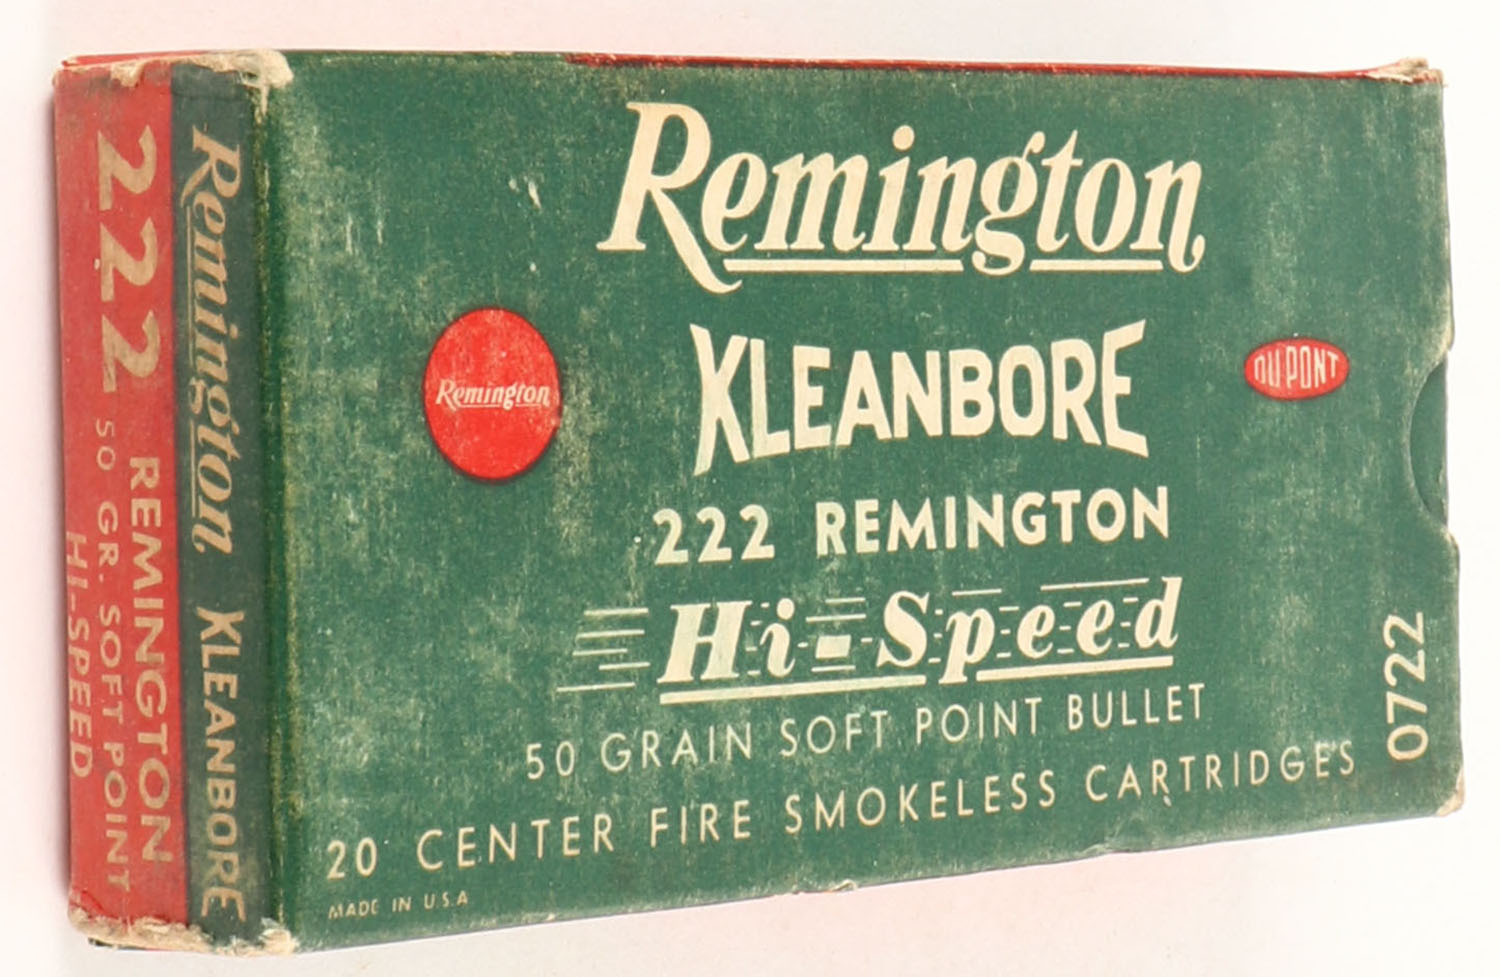 Remington
KLEANBORE
Remington
DU PONT
222 REMINGTON
Hi-Speed
50 GRAIN SOFT POINT BULLET
20 CENTER FIRE SMOKELESS CARTRIDGES
MADE IN U.S.A
0722
Remington KLEANBORE
222 REMINGTON
50 GR. SOFT POINT
HI-SPEED